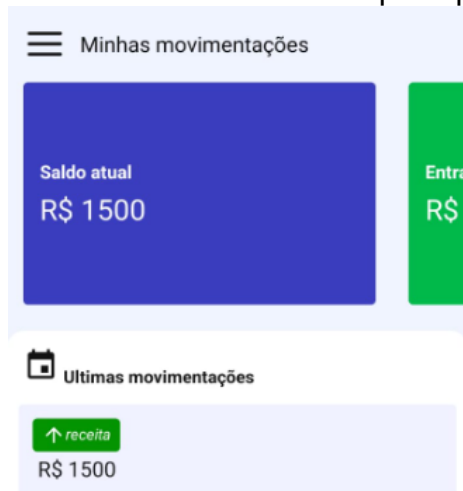 Minhas movimentações
Saldo atual
R$ 1500
R$
Ultimas movimentações
receita
R$ 1500